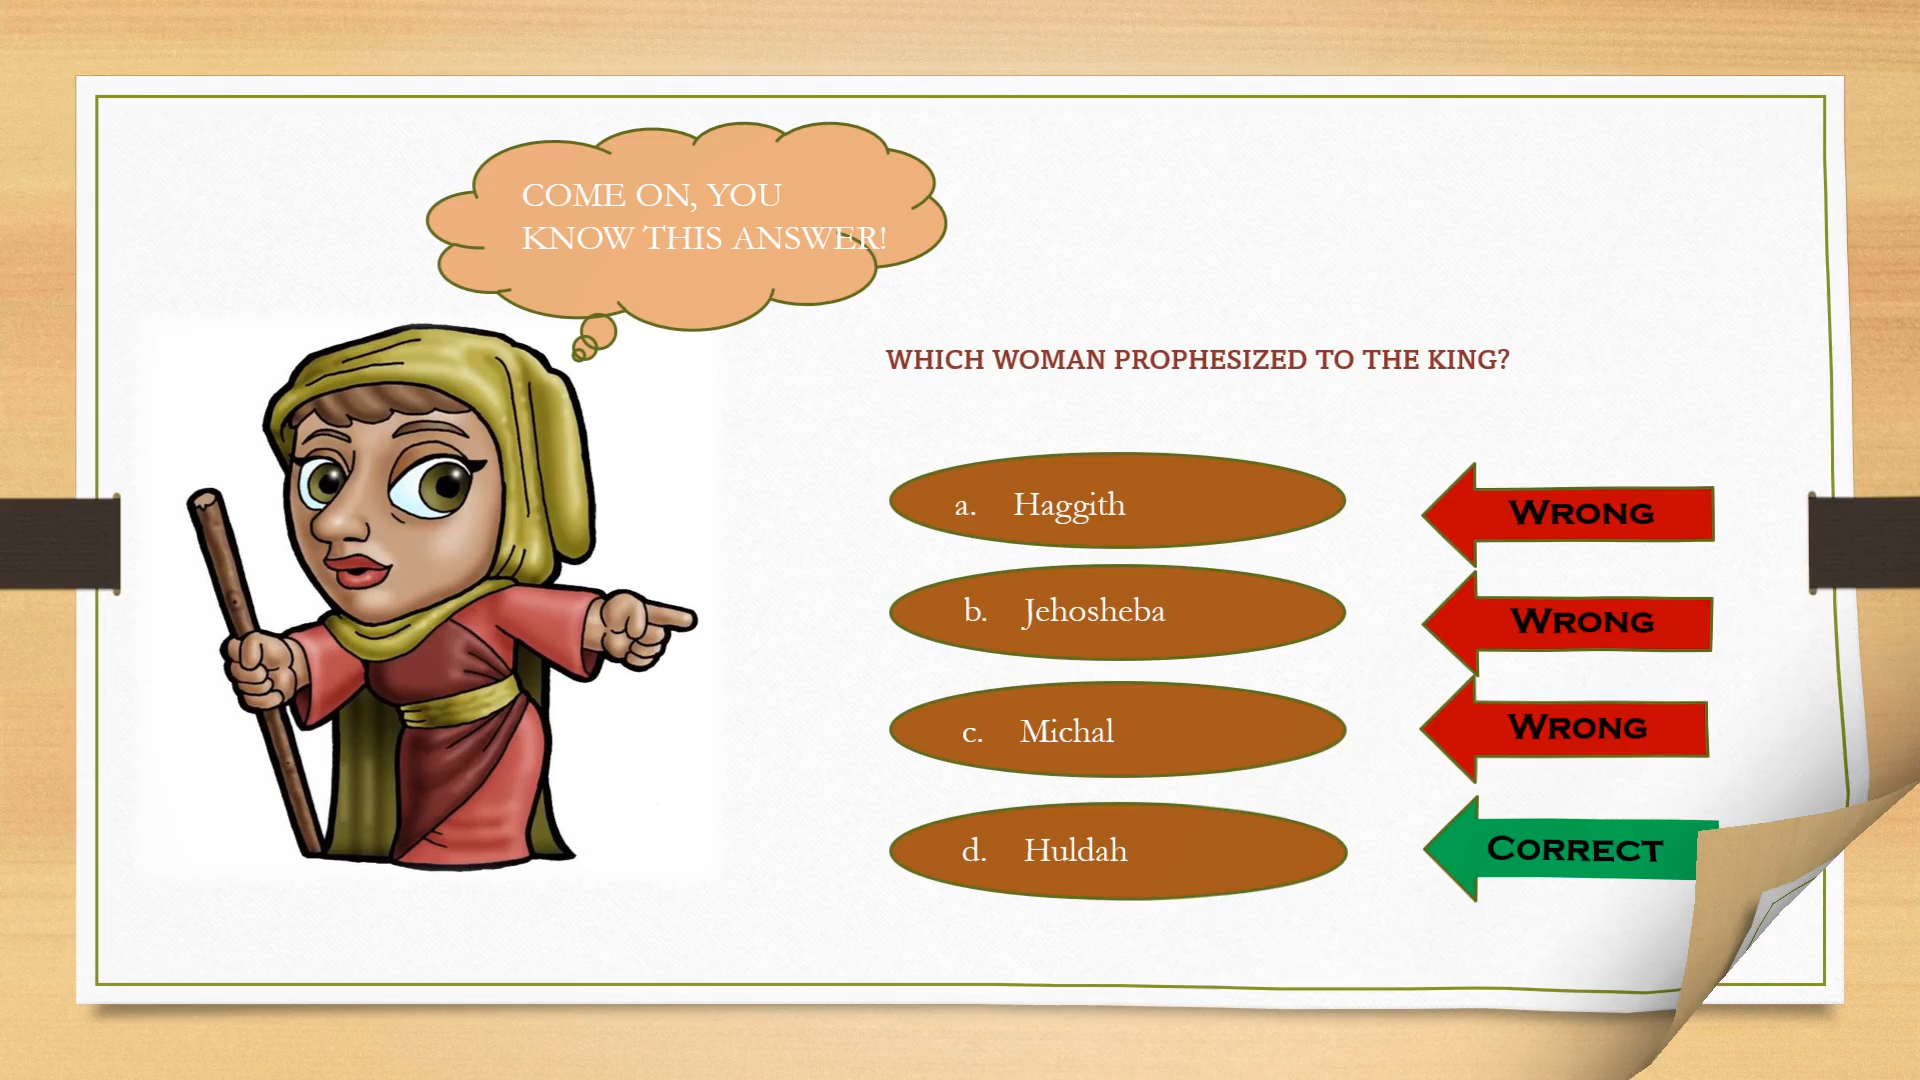 COME ON, YOU
KNOW THIS ANSWER!
WHICH WOMAN PROPHESIZED TO THE KING?
a. Haggith
WRONG
b. Jehosheba
WRONG
c. Michal
WRONG
d. Huldah
CORRECT